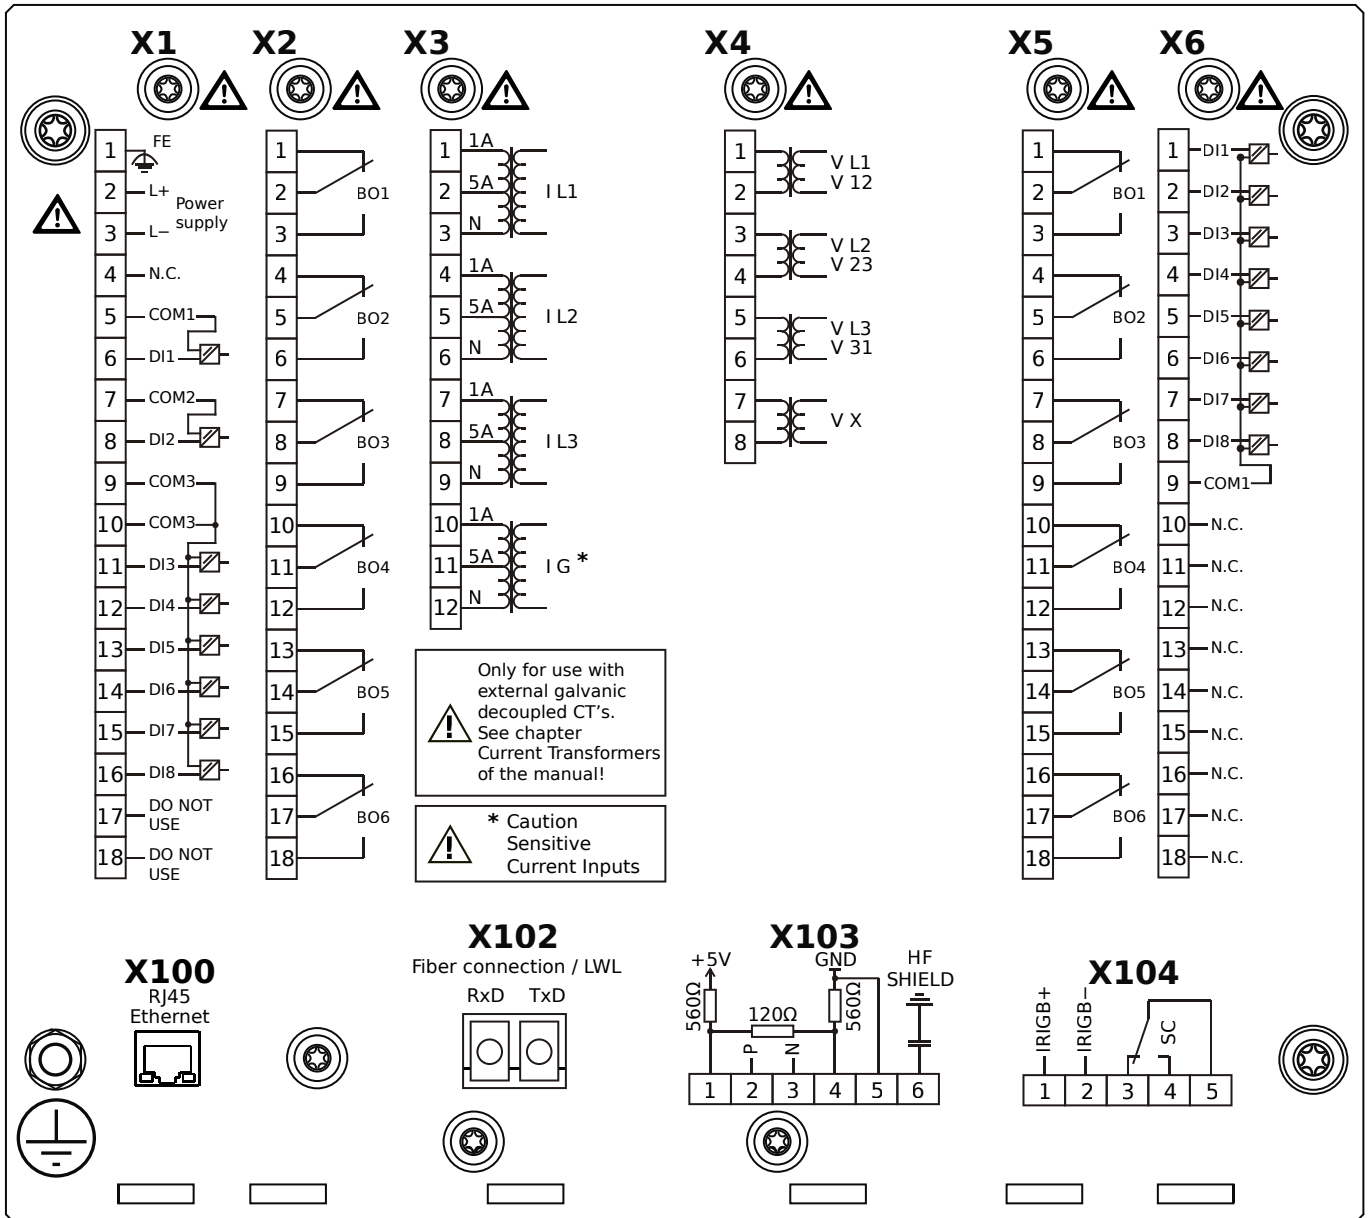 X1
X2
X3
X4
X5
X6
1 FE
2 L+
Power
supply
3 L−
4 N.C.
5 COM1
6 DI1
7 COM2
8 DI2
9 COM3
10 COM3
11 DI3
12 DI4
13 DI5
14 DI6
15 DI7
16 DI8
17 DO NOT
USE
18 DO NOT
USE
1
2 BO1
3
4
5 BO2
6
7
8 BO3
9
10
11 BO4
12
13
14 BO5
15
16
17 BO6
18
1 1A
2 5A I L1
3 N
4 1A
5 5A I L2
6 N
7 1A
8 5A I L3
9 N
10 1A
11 5A I G *
12 N
Only for use with
external galvanic
decoupled CT's.
See chapter
Current Transformers
of the manual!
* Caution
Sensitive
Current Inputs
1 V L1
2 V 12
3 V L2
4 V 23
5 V L3
6 V 31
7 V X
8
1
2 BO1
3
4
5 BO2
6
7
8 BO3
9
10
11 BO4
12
13
14 BO5
15
16
17 BO6
18
1 DI1
2 DI2
3 DI3
4 DI4
5 DI5
6 DI6
7 DI7
8 DI8
9 COM1
10 N.C.
11 N.C.
12 N.C.
13 N.C.
14 N.C.
15 N.C.
16 N.C.
17 N.C.
18 N.C.
X100
RJ45
Ethernet
X102
Fiber connection / LWL
RxD TxD
X103
+5V GND HF
SHIELD
560Ω 120Ω 560Ω
P N
1 2 3 4 5 6
X104
IRIGB+ IRIGB− SC
1 2 3 4 5